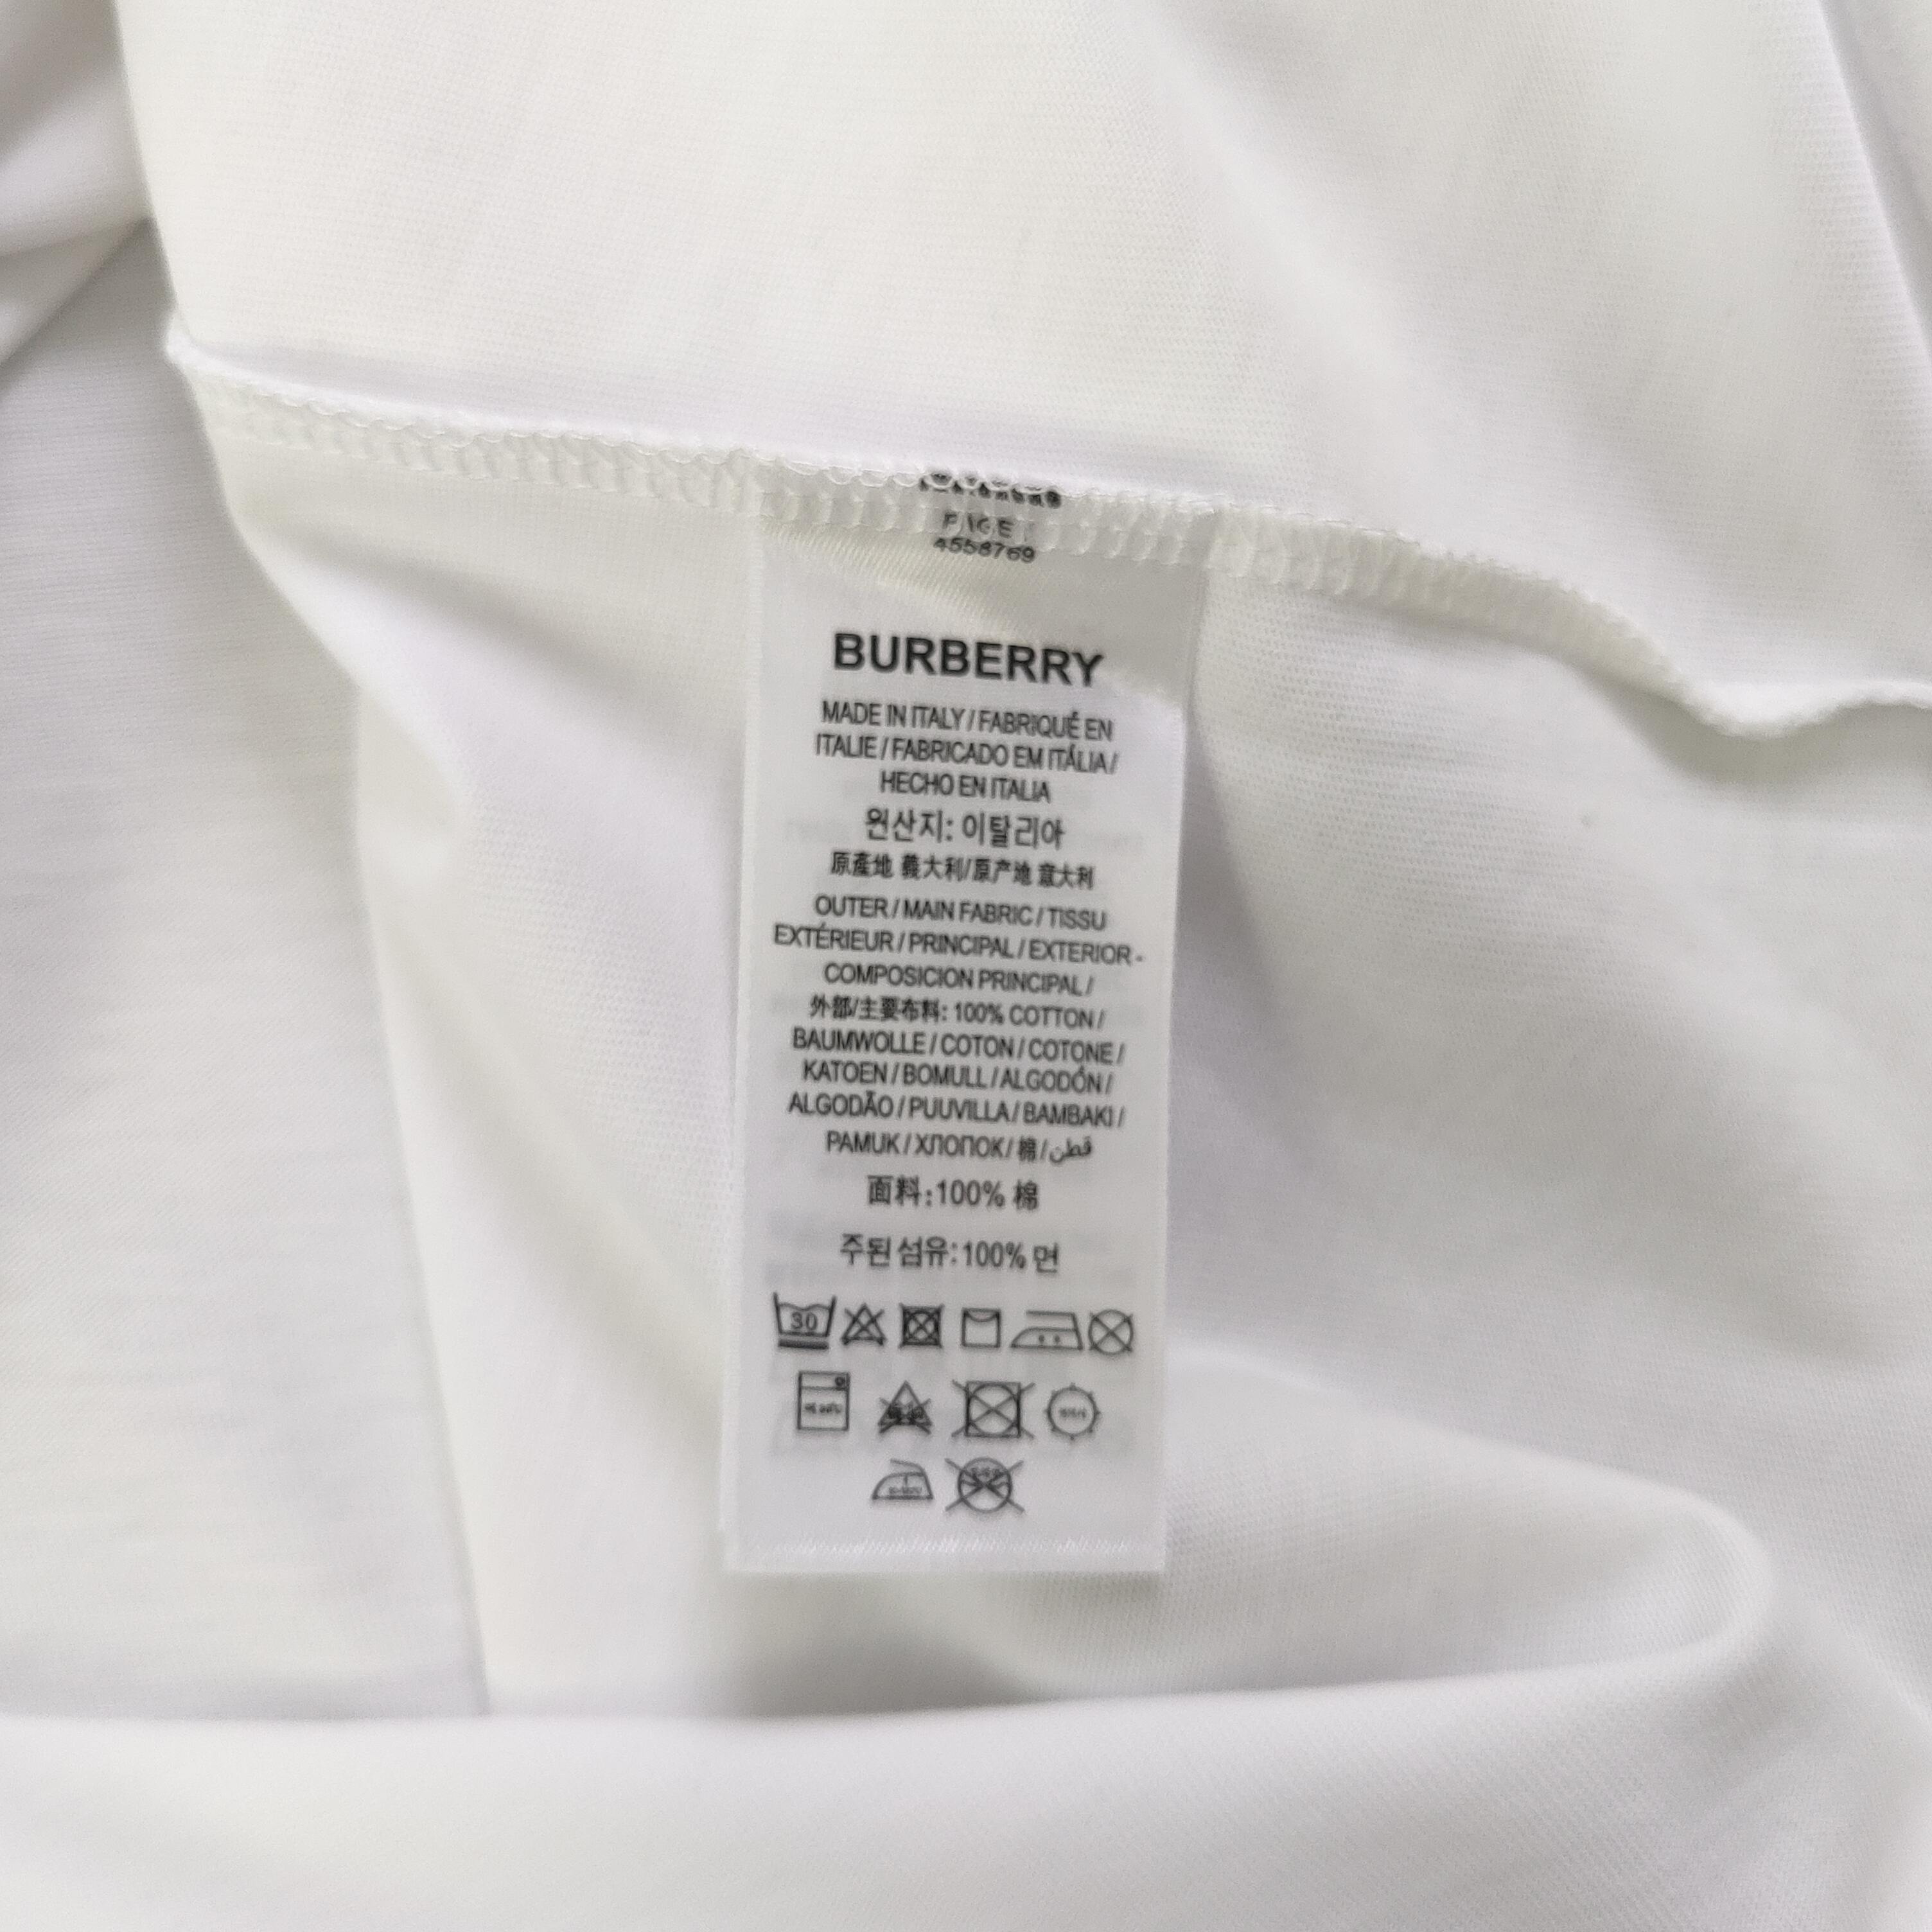 4558769
BURBERRY
MADE IN ITALY / FABRIQUÉ EN
ITALIE / FABRICADO EM ITÁLIA /
HECHO EN ITALIA
원산지: 이탈리아
原產地 義大利/原产地 意大利
OUTER / MAIN FABRIC / TISSU
EXTÉRIEUR / PRINCIPAL / EXTERIOR -
COMPOSICION PRINCIPAL /
外部/主要布料: 100% COTTON /
BAUMWOLLE / COTON / COTONE /
KATOEN / BOMULL / ALGODÓN /
ALGODÃO / PUUVILLA / BAMBAKI /
PAMUK / ХЛОПОК / 棉 / قطن
面料:100% 棉
주된 섬유:100% 면
30